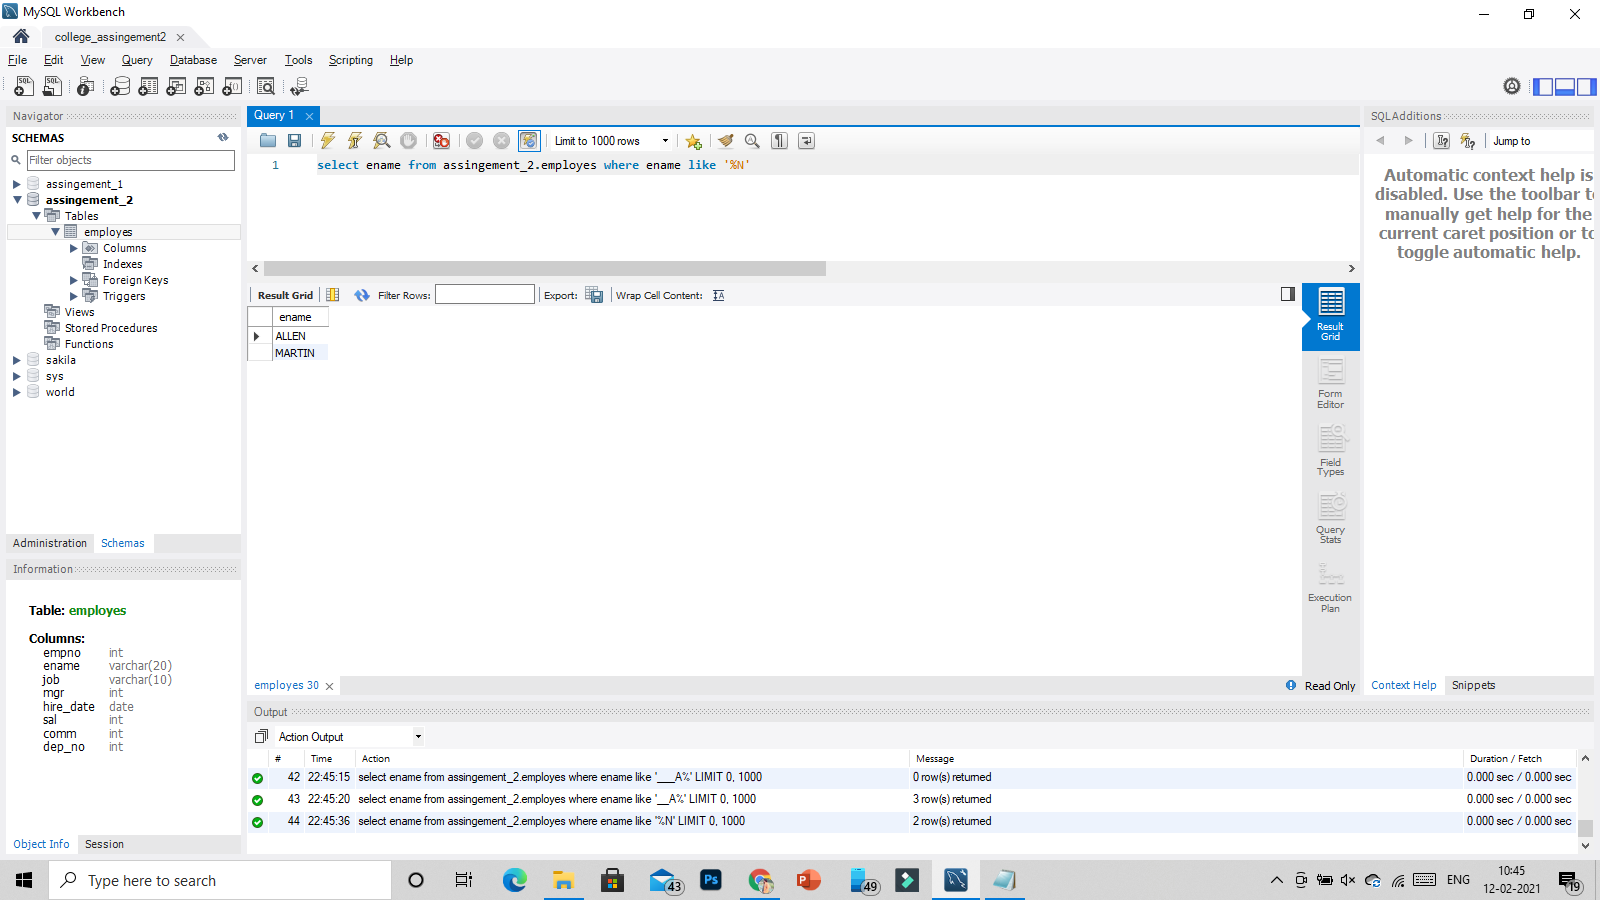 MySQL Workbench
college_assingement2
File Edit View Query Database Server Tools Scripting Help
Navigator
SCHEMAS
Filter objects
assingement_1
assingement_2
Tables
employes
Columns
Indexes
Foreign Keys
Triggers
Views
Stored Procedures
Functions
sakila
sys
world
Administration Schemas
Information
Table: employes
Columns:
empno int
ename varchar(20)
job varchar(10)
mgr int
hire_date date
sal int
comm int
dep_no int
Object Info Session
Query 1
Limit to 1000 rows
1 select ename from assingement_2.employes where ename like '%N'
Result Grid Filter Rows: Export: Wrap Cell Content:
ename
ALLEN
MARTIN
Result
Grid
Form
Editor
Field
Types
Query
Stats
Execution
Plan
employes 30 Read Only
SQLAdditions
Jump to
Automatic context help is
disabled. Use the toolbar to
manually get help for the
current caret position or to
toggle automatic help.
Context Help Snippets
Output
Action Output
# Time Action Message Duration / Fetch
42 22:45:15 select ename from assingement_2.employes where ename like '___A%' LIMIT 0, 1000 0 row(s) returned 0.000 sec / 0.000 sec
43 22:45:20 select ename from assingement_2.employes where ename like '__A%' LIMIT 0, 1000 3 row(s) returned 0.000 sec / 0.000 sec
44 22:45:36 select ename from assingement_2.employes where ename like '%N' LIMIT 0, 1000 2 row(s) returned 0.000 sec / 0.000 sec
Type here to search
43
Ps
49
ENG
10:45
12-02-2021
19